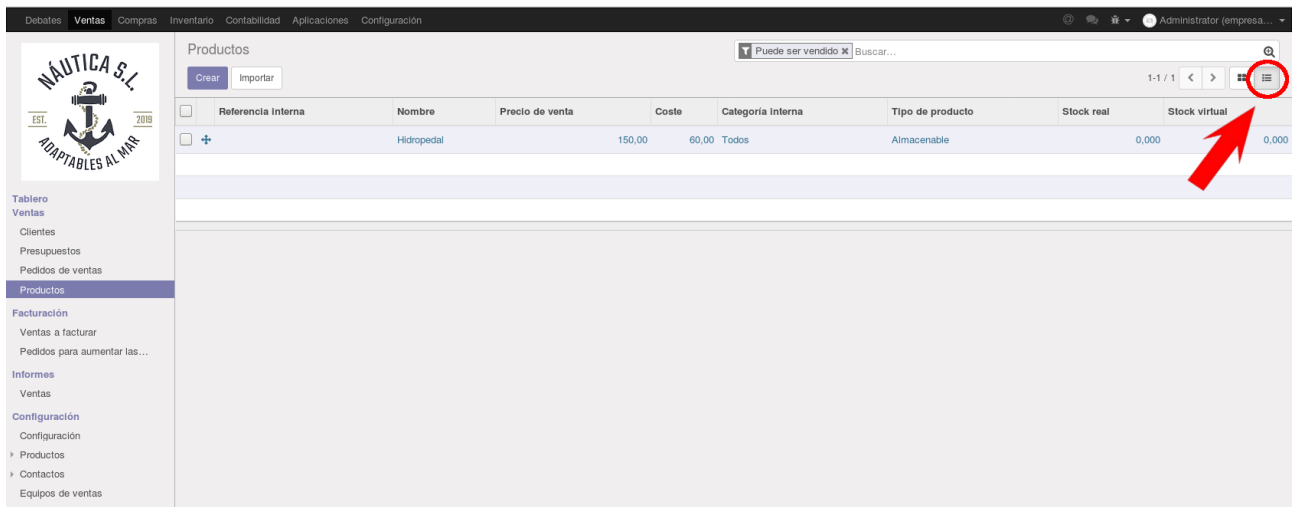 Debates Ventas Compras Inventario Contabilidad Aplicaciones Configuración @ Administrator (empresa...
NÁUTICA S.L.
EST. 2019
ADAPTABLES AL MAR
Productos
Puede ser vendido Buscar...
Crear Importar 1-1 / 1
Referencia interna Nombre Precio de venta Coste Categoría interna Tipo de producto Stock real Stock virtual
Hidropedal 150,00 60,00 Todos Almacenable 0,000 0,000
Tablero
Ventas
Clientes
Presupuestos
Pedidos de ventas
Productos
Facturación
Ventas a facturar
Pedidos para aumentar las...
Informes
Ventas
Configuración
Configuración
Productos
Contactos
Equipos de ventas